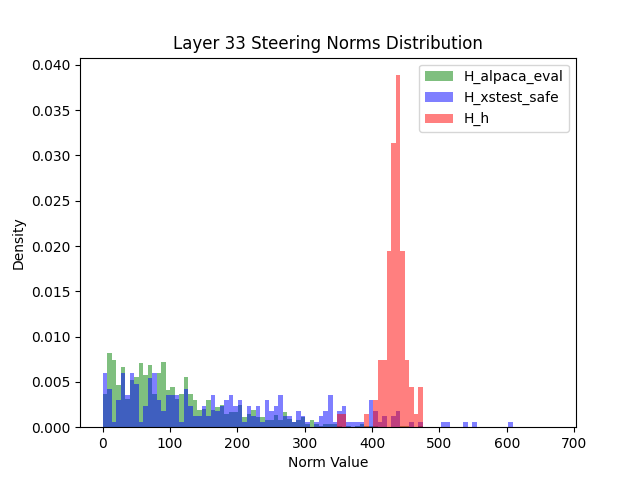 Layer 33 Steering Norms Distribution
H_alpaca_eval
H_xstest_safe
H_h
0.040
0.035
0.030
0.025
0.020
0.015
0.010
0.005
0.000
Density
0 100 200 300 400 500 600 700
Norm Value